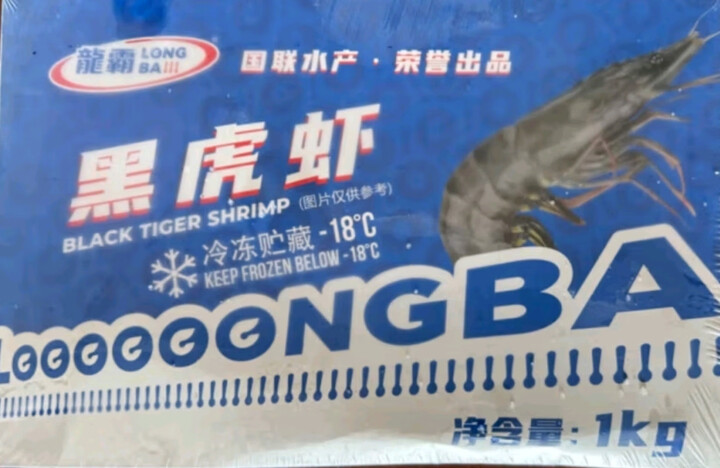 龍霸 LONG BA!!!
国联水产·荣誉出品
黑虎虾
BLACK TIGER SHRIMP (图片仅供参考)
冷冻贮藏 -18°C
KEEP FROZEN BELOW -18°C
LOOOOOOONGBA
净含量: 1kg